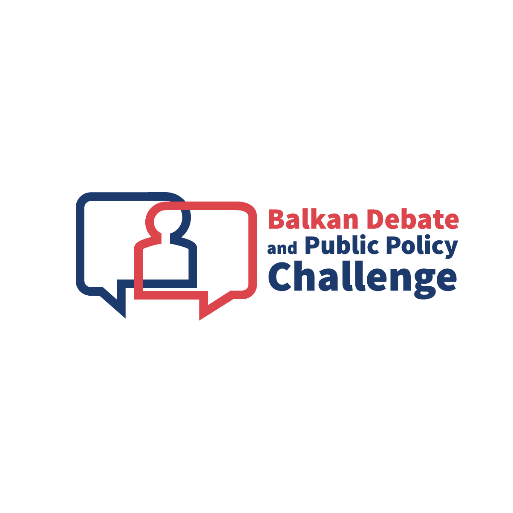 Balkan Debate
and Public Policy
Challenge